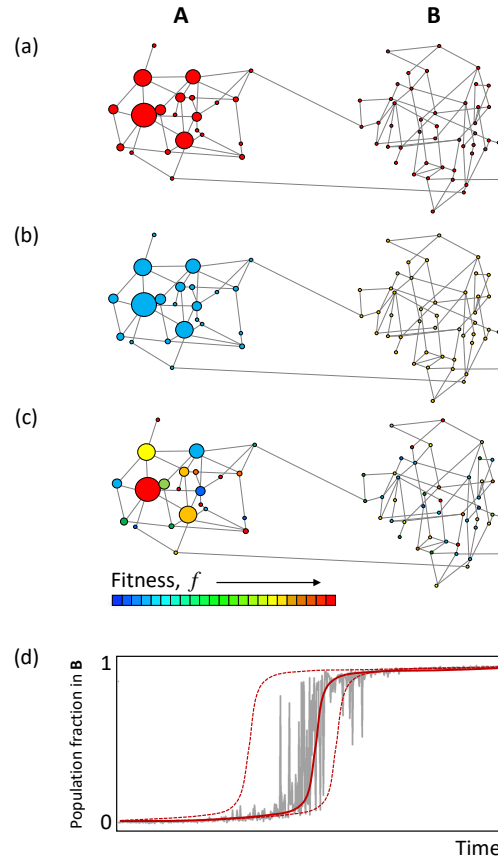 A B
(a)
(b)
(c)
Fitness, f
(d)
Population fraction in B
1
0
Time